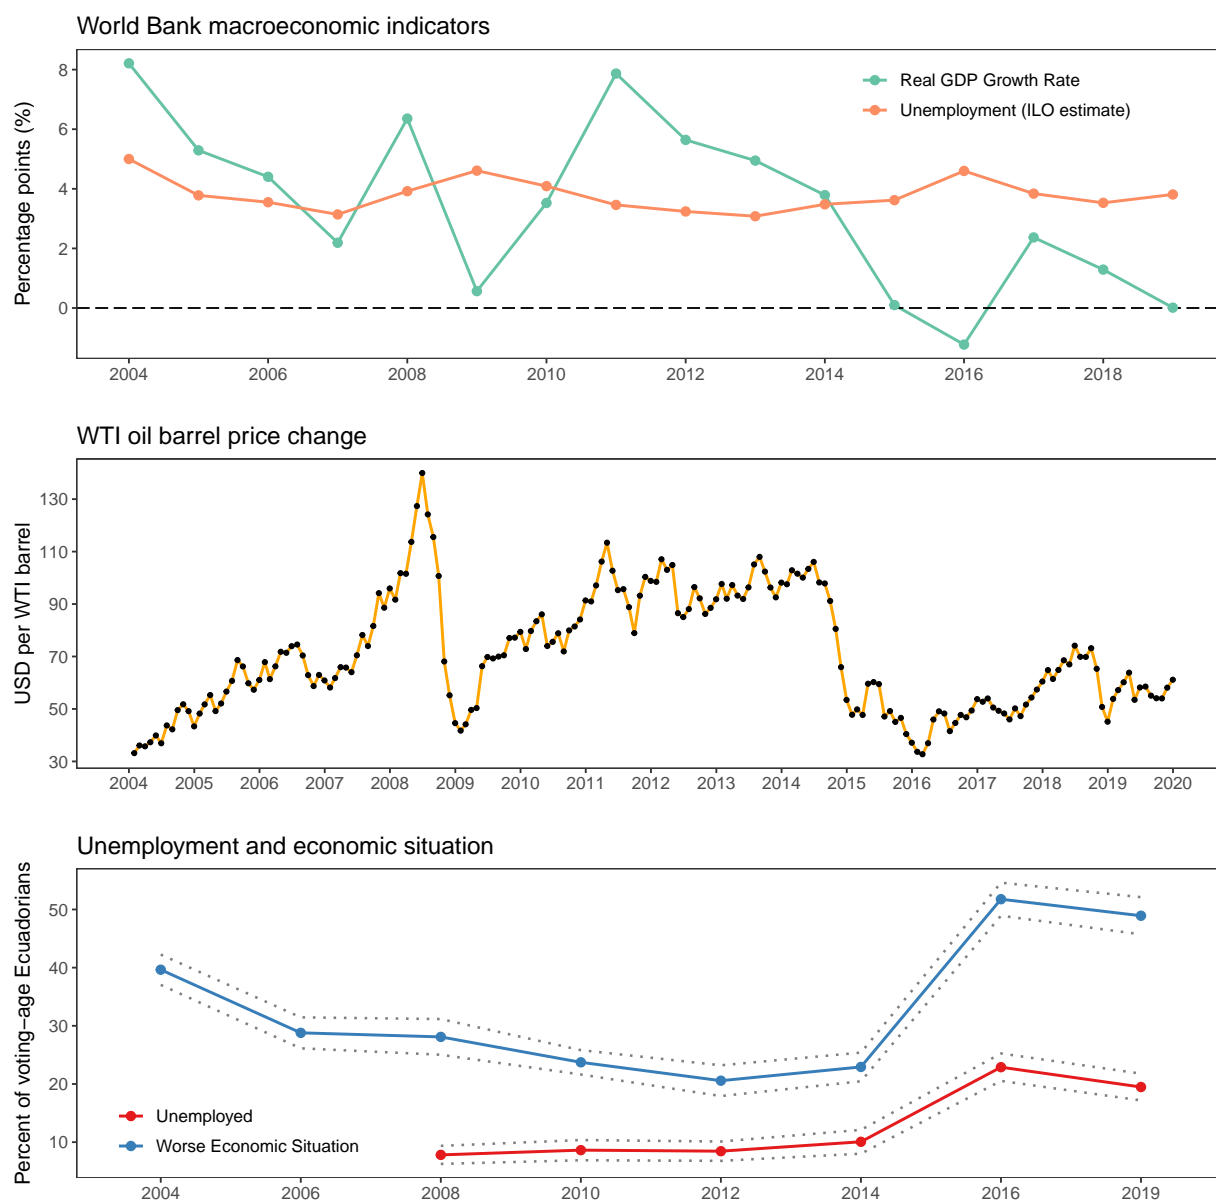 World Bank macroeconomic indicators
Percentage points (%)
8
6
4
2
0
Real GDP Growth Rate
Unemployment (ILO estimate)
2004 2006 2008 2010 2012 2014 2016 2018
WTI oil barrel price change
USD per WTI barrel
130
110
90
70
50
30
2004 2005 2006 2007 2008 2009 2010 2011 2012 2013 2014 2015 2016 2017 2018 2019 2020
Unemployment and economic situation
Percent of voting−age Ecuadorians
50
40
30
20
10
Unemployed
Worse Economic Situation
2004 2006 2008 2010 2012 2014 2016 2019